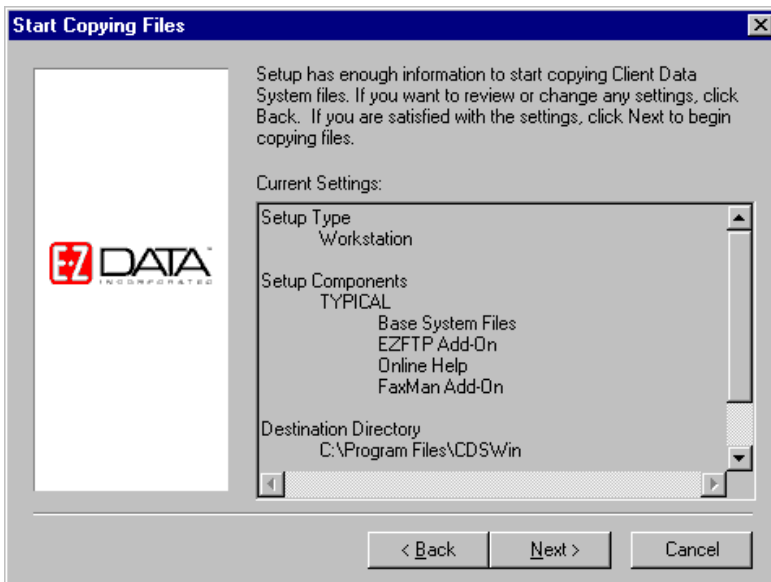 Start Copying Files
Setup has enough information to start copying Client Data
System files. If you want to review or change any settings, click
Back. If you are satisfied with the settings, click Next to begin
copying files.
Current Settings:
Setup Type
Workstation
Setup Components
TYPICAL
Base System Files
EZFTP Add-On
Online Help
FaxMan Add-On
Destination Directory
C:\Program Files\CDSWin
E-Z DATA™
INCORPORATED
< Back
Next >
Cancel